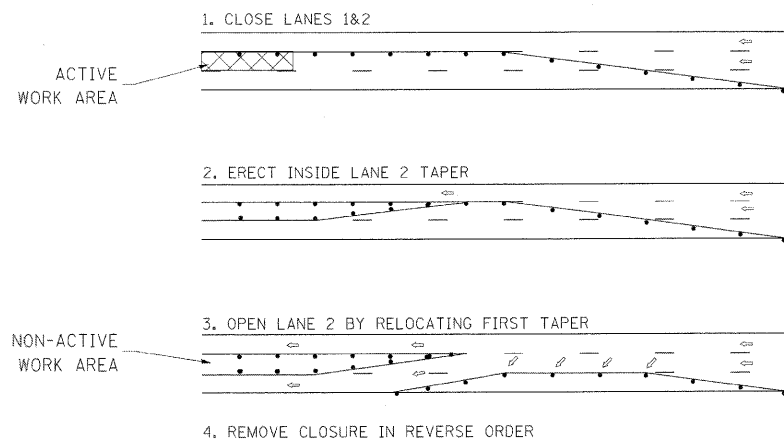 1. CLOSE LANES 1&2
ACTIVE
WORK AREA
2. ERECT INSIDE LANE 2 TAPER
3. OPEN LANE 2 BY RELOCATING FIRST TAPER
NON-ACTIVE
WORK AREA
4. REMOVE CLOSURE IN REVERSE ORDER